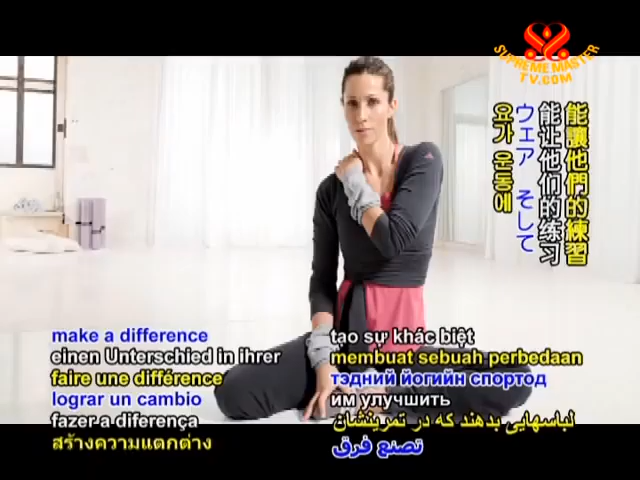 SUPREME MASTER
TV.COM
能讓他們的練習
能让他们的练习
ウェア そして
요가 운동에
make a difference
einen Unterschied in ihrer
faire une différence
lograr un cambio
fazer a diferença
สร้างความแตกต่าง
tạo sự khác biệt
membuat sebuah perbedaan
тэдний йогийн спортод
им улучшить
لباسهایی بدهند که در تمرینشان
تصنع فرق